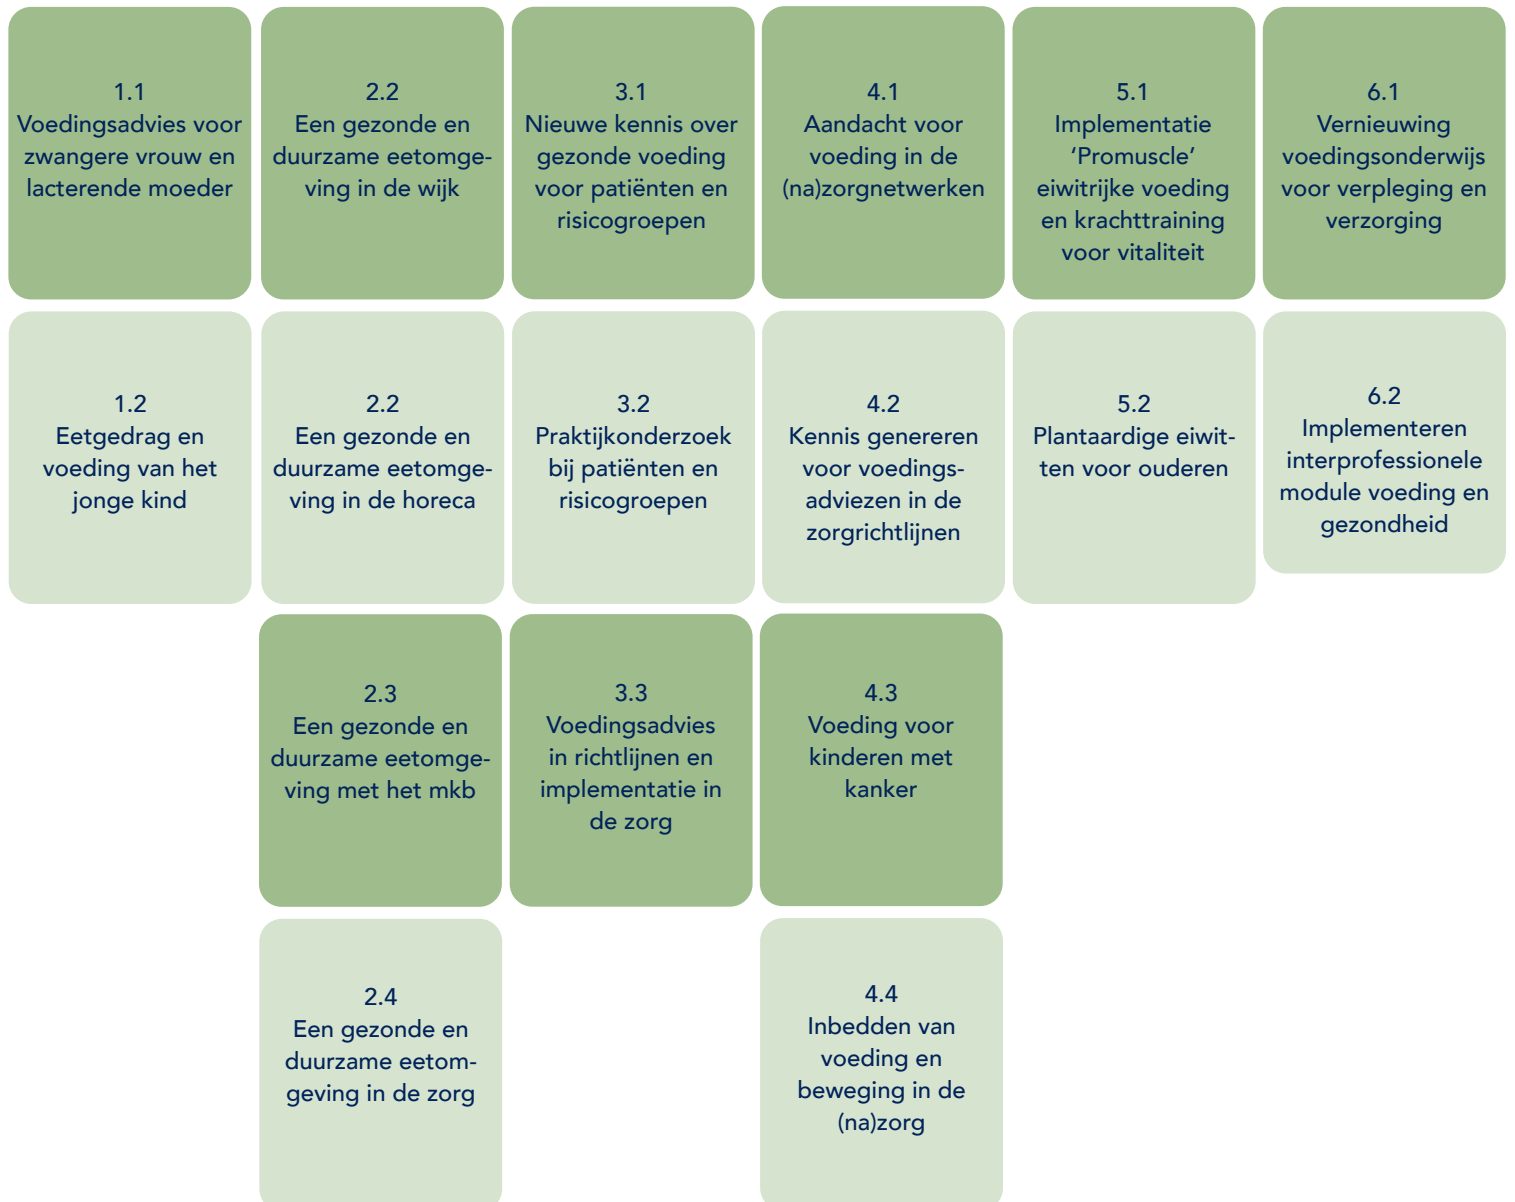 1.1
Voedingsadvies voor
zwangere vrouw en
lacterende moeder
2.2
Een gezonde en
duurzame eetomge-
ving in de wijk
3.1
Nieuwe kennis over
gezonde voeding
voor patiënten en
risicogroepen
4.1
Aandacht voor
voeding in de
(na)zorgnetwerken
5.1
Implementatie
‘Promuscle’
eiwitrijke voeding
en krachttraining
voor vitaliteit
6.1
Vernieuwing
voedingsonderwijs
voor verpleging en
verzorging
1.2
Eetgedrag en
voeding van het
jonge kind
2.2
Een gezonde en
duurzame eetomge-
ving in de horeca
3.2
Praktijkonderzoek
bij patiënten en
risicogroepen
4.2
Kennis genereren
voor voedings-
adviezen in de
zorgrichtlijnen
5.2
Plantaardige eiwit-
ten voor ouderen
6.2
Implementeren
interprofessionele
module voeding en
gezondheid
2.3
Een gezonde en
duurzame eetomge-
ving met het mkb
3.3
Voedingsadvies
in richtlijnen en
implementatie in
de zorg
4.3
Voeding voor
kinderen met
kanker
2.4
Een gezonde en
duurzame eetom-
geving in de zorg
4.4
Inbedden van
voeding en
beweging in de
(na)zorg